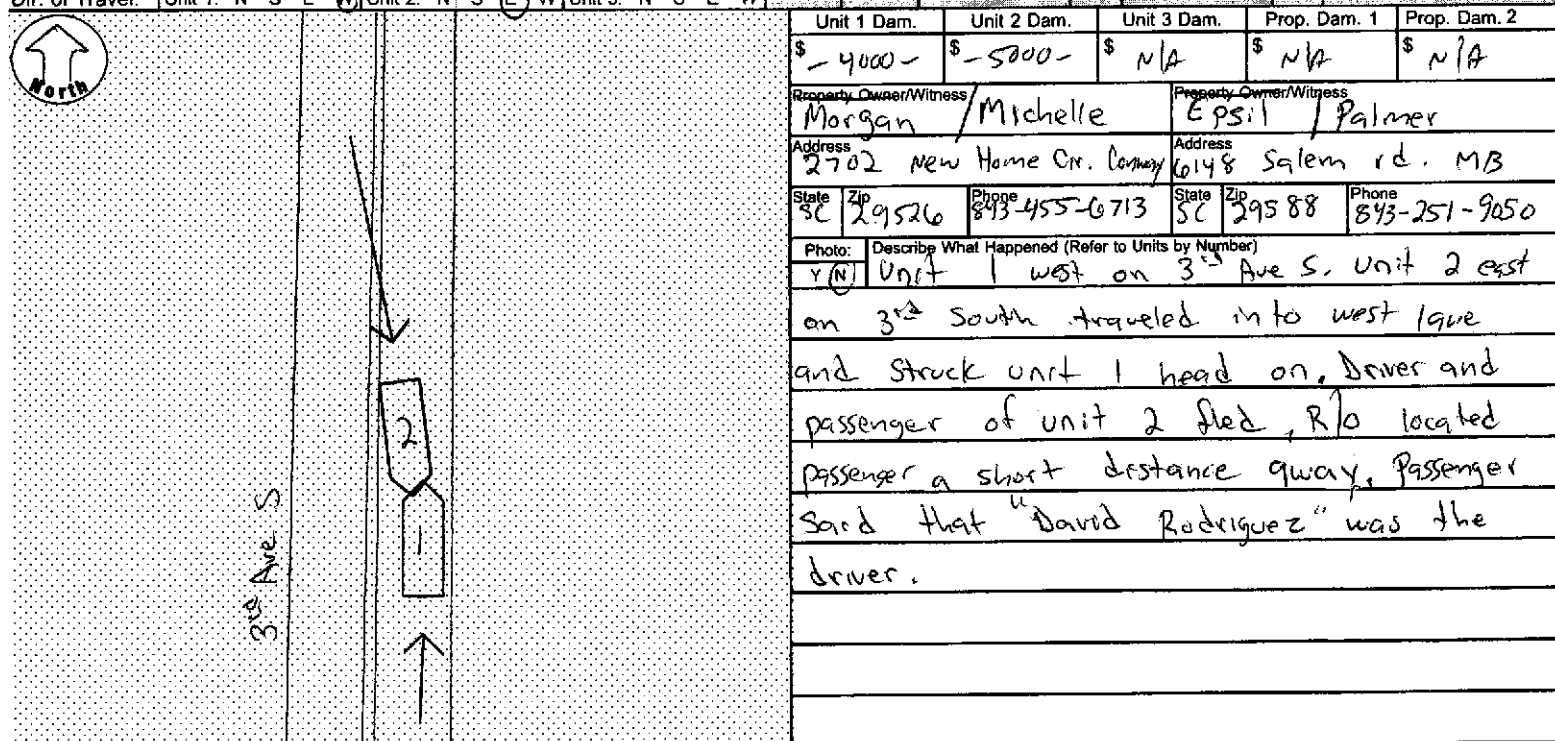 Dir. of Travel: Unit 1: N S E W Unit 2: N S E W Unit 3: N S E W
North
Unit 1 Dam. Unit 2 Dam. Unit 3 Dam. Prop. Dam. 1 Prop. Dam. 2
$ -4000- $ -5000- $ N/A $ N/A $ N/A
Property Owner/Witness Property Owner/Witness
Morgan / Michelle Epsil / Palmer
Address Address
2702 New Home Cir. Conway 6148 Salem rd. MB
State Zip Phone State Zip Phone
SC 29526 843-455-6713 SC 29588 843-251-9050
Photo: Describe What Happened (Refer to Units by Number)
Y N Unit 1 west on 3rd Ave S. Unit 2 east
on 3rd South traveled into west lane
and struck unit 1 head on. Driver and
passenger of unit 2 fled, R/o located
passenger a short distance away. Passenger
said that "David Rodriguez" was the
driver.
2
1
3rd Ave S